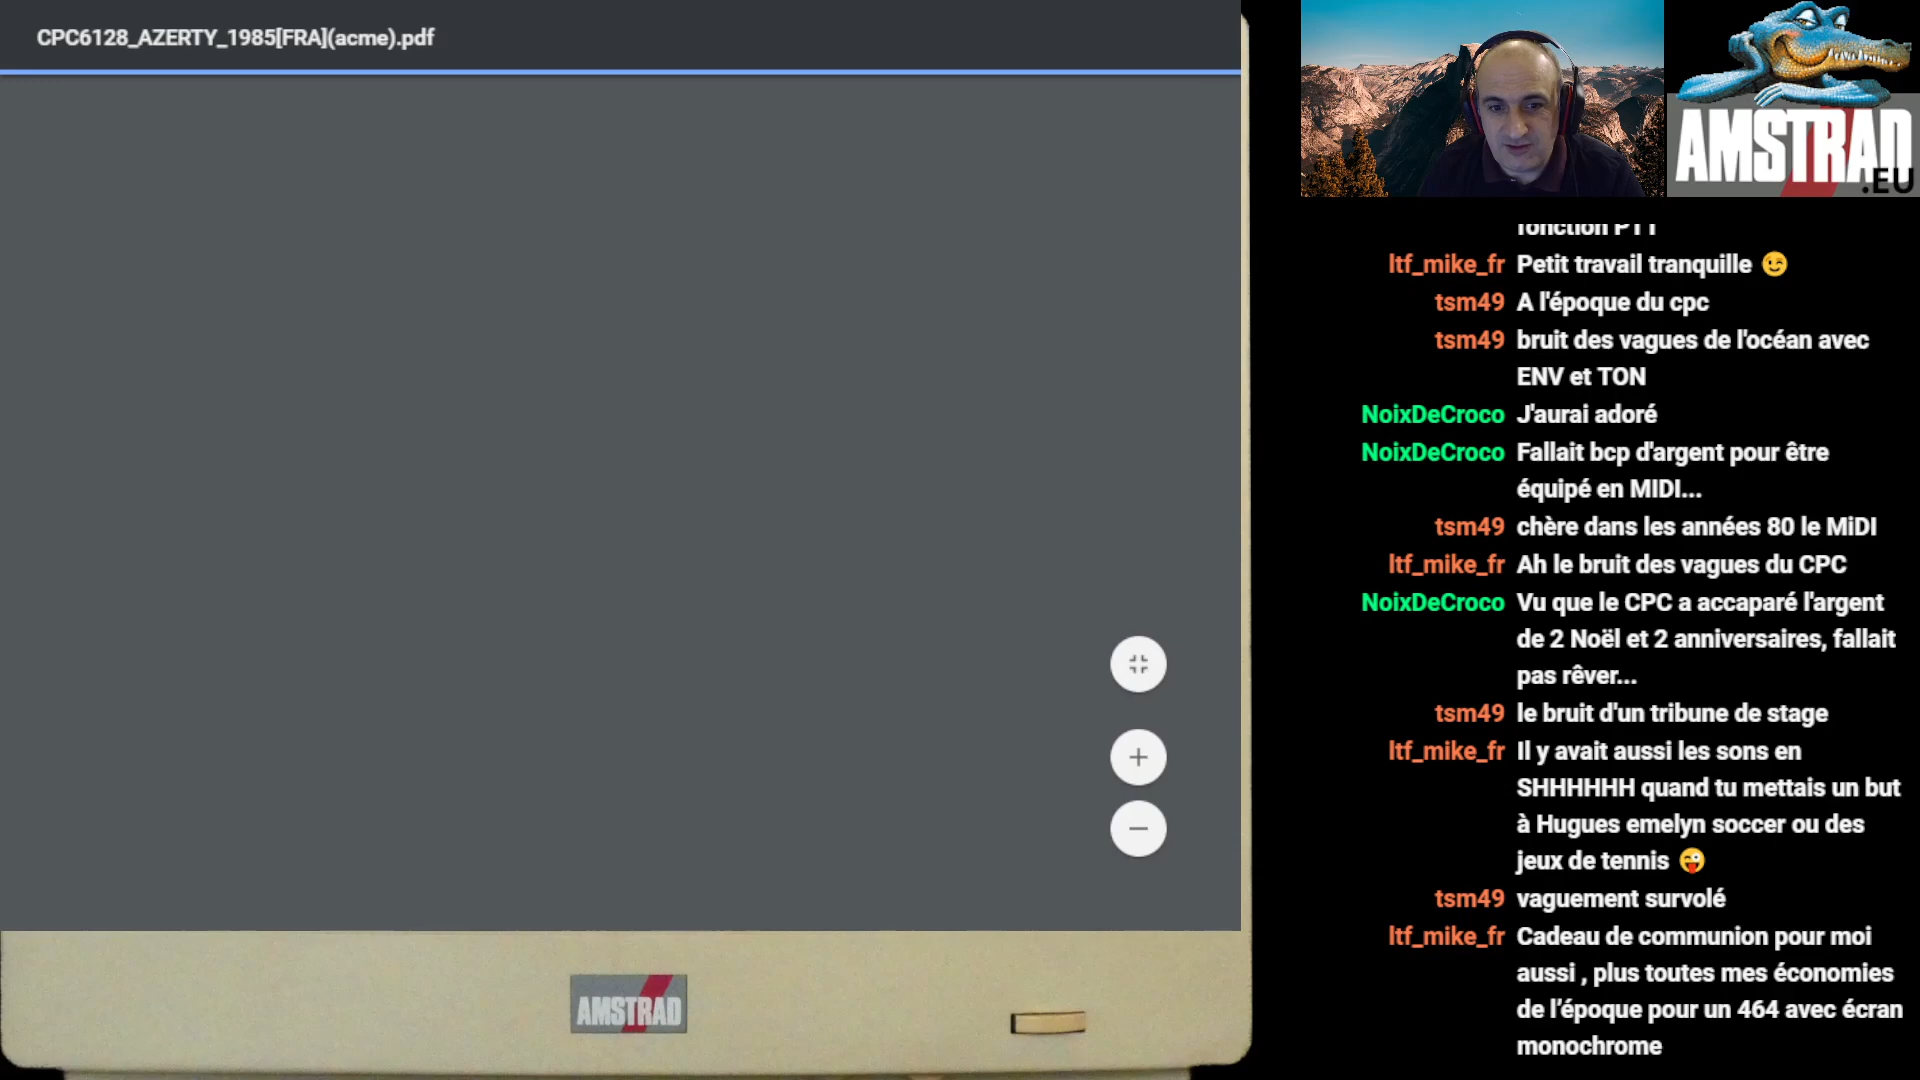 CPC6128_AZERTY_1985[FRA](acme).pdf
AMSTRAD
.EU
fonction PTT
ltf_mike_fr Petit travail tranquille 😉
tsm49 A l'époque du cpc
tsm49 bruit des vagues de l'océan avec
ENV et TON
NoixDeCroco J'aurai adoré
NoixDeCroco Fallait bcp d'argent pour être
équipé en MIDI...
tsm49 chère dans les années 80 le MiDI
ltf_mike_fr Ah le bruit des vagues du CPC
NoixDeCroco Vu que le CPC a accaparé l'argent
de 2 Noël et 2 anniversaires, fallait
pas rêver...
tsm49 le bruit d'un tribune de stage
ltf_mike_fr Il y avait aussi les sons en
SHHHHHH quand tu mettais un but
à Hugues emelyn soccer ou des
jeux de tennis 😜
tsm49 vaguement survolé
ltf_mike_fr Cadeau de communion pour moi
aussi , plus toutes mes économies
de l’époque pour un 464 avec écran
monochrome
AMSTRAD